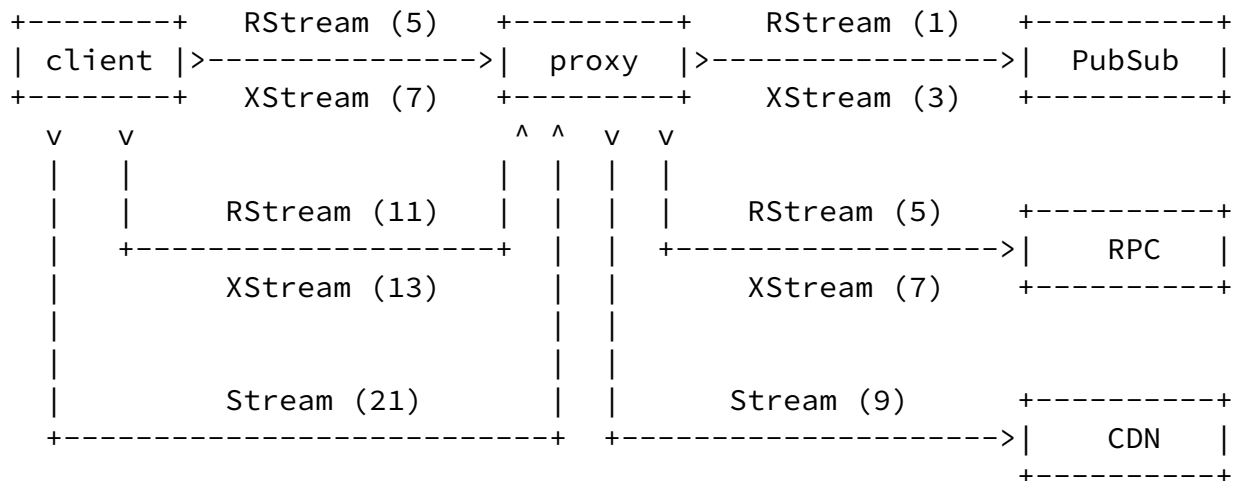 RStream (5) RStream (1)
client proxy PubSub
XStream (7) XStream (3)
RStream (11) RStream (5)
RPC
XStream (13) XStream (7)
Stream (21) Stream (9)
CDN